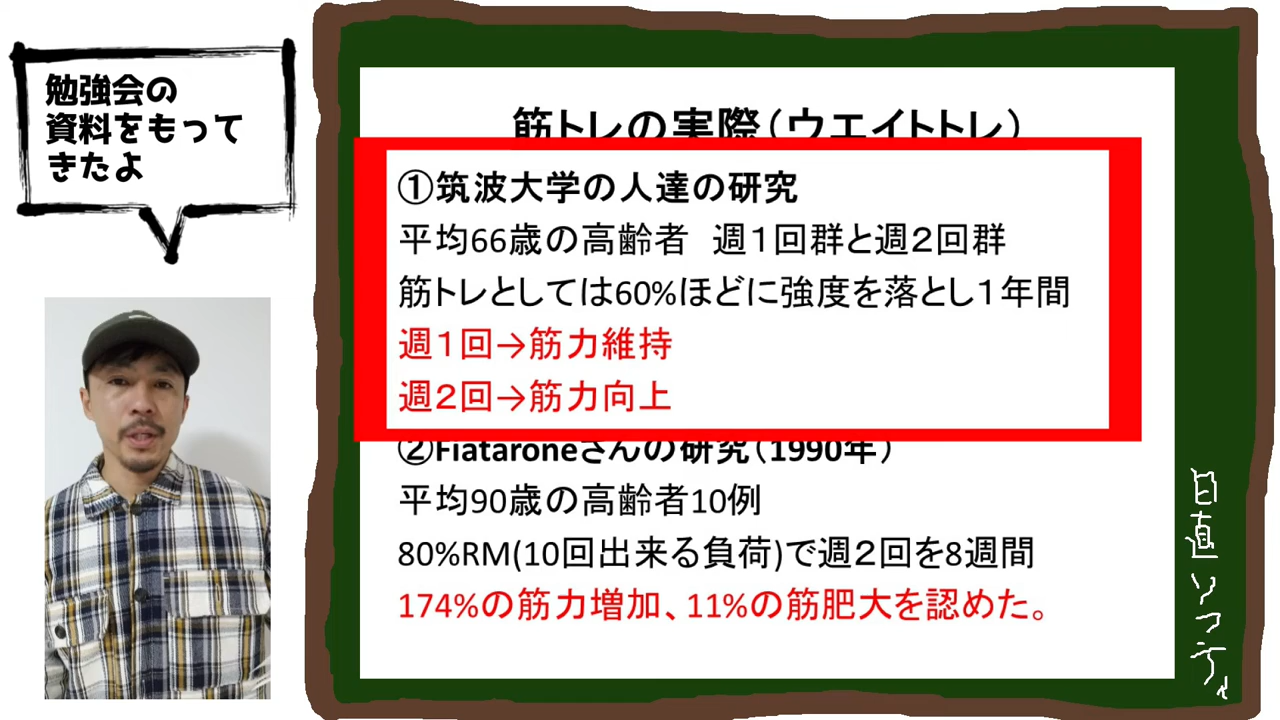 勉強会の
資料をもって
きたよ
筋トレの実際（ウエイトトレ）
①筑波大学の人達の研究
平均66歳の高齢者　週１回群と週２回群
筋トレとしては60%ほどに強度を落とし１年間
週１回→筋力維持
週２回→筋力向上
②Fiataroneさんの研究（1990年）
平均90歳の高齢者10例
80%RM(10回出来る負荷)で週２回を8週間
174%の筋力増加、11%の筋肥大を認めた。
日直ソフティ